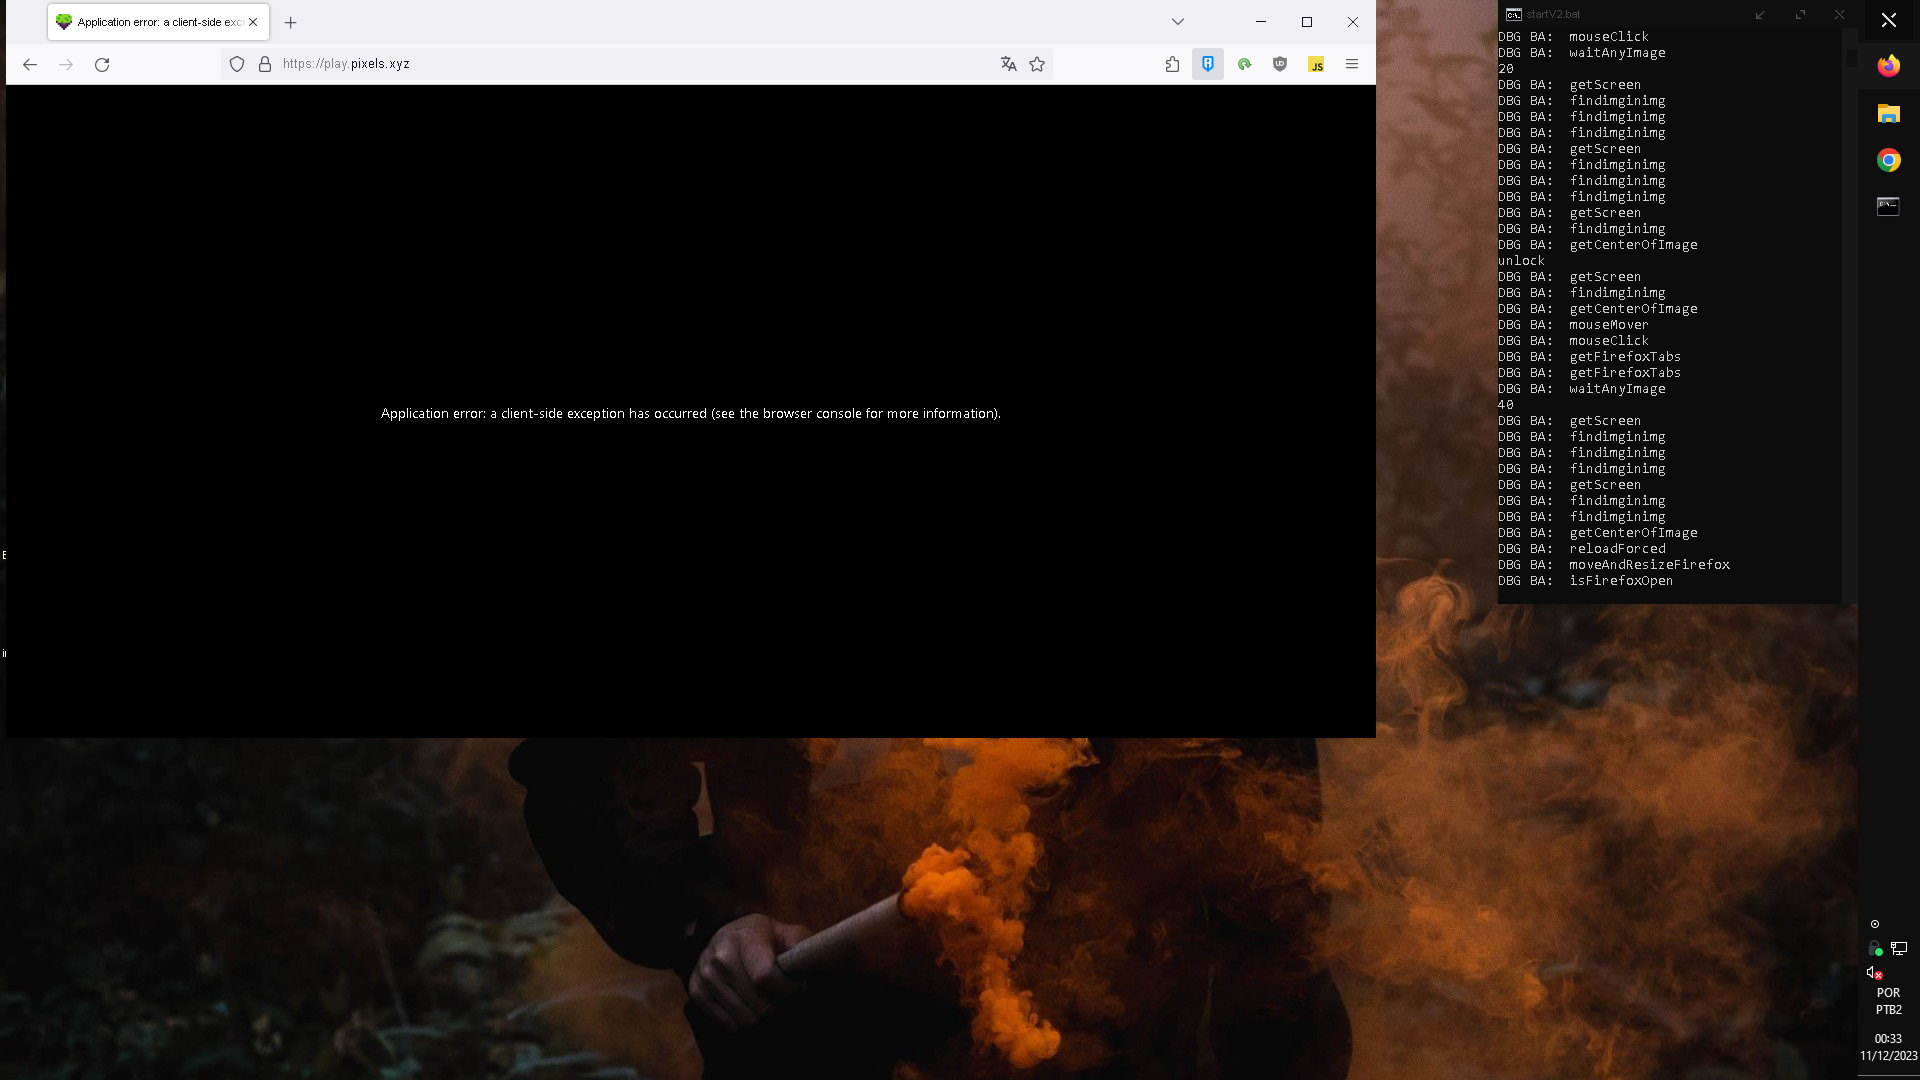 Application error: a client-side exc
https://play.pixels.xyz
JS
Application error: a client-side exception has occurred (see the browser console for more information).
startV2.bat
DBG BA: mouseClick
DBG BA: waitAnyImage
20
DBG BA: getScreen
DBG BA: findimginimg
DBG BA: findimginimg
DBG BA: findimginimg
DBG BA: getScreen
DBG BA: findimginimg
DBG BA: findimginimg
DBG BA: findimginimg
DBG BA: getScreen
DBG BA: findimginimg
DBG BA: getCenterOfImage
unlock
DBG BA: getScreen
DBG BA: findimginimg
DBG BA: getCenterOfImage
DBG BA: mouseMover
DBG BA: mouseClick
DBG BA: getFirefoxTabs
DBG BA: getFirefoxTabs
DBG BA: waitAnyImage
40
DBG BA: getScreen
DBG BA: findimginimg
DBG BA: findimginimg
DBG BA: findimginimg
DBG BA: getScreen
DBG BA: findimginimg
DBG BA: findimginimg
DBG BA: getCenterOfImage
DBG BA: reloadForced
DBG BA: moveAndResizeFirefox
DBG BA: isFirefoxOpen
POR
PTB2
00:33
11/12/2023